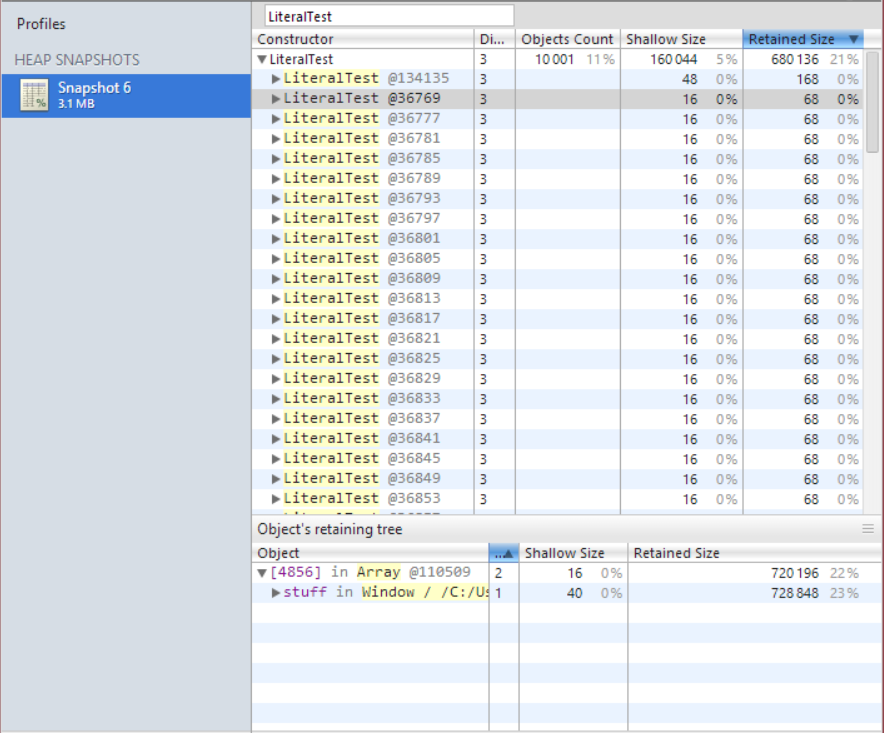 Profiles
HEAP SNAPSHOTS
Snapshot 6
3.1 MB
%
LiteralTest
Constructor Di... Objects Count Shallow Size Retained Size ▼
▼LiteralTest 3 10 001 11% 160 044 5% 680 136 21%
▶LiteralTest @134135 3 48 0% 168 0%
▶LiteralTest @36769 3 16 0% 68 0%
▶LiteralTest @36777 3 16 0% 68 0%
▶LiteralTest @36781 3 16 0% 68 0%
▶LiteralTest @36785 3 16 0% 68 0%
▶LiteralTest @36789 3 16 0% 68 0%
▶LiteralTest @36793 3 16 0% 68 0%
▶LiteralTest @36797 3 16 0% 68 0%
▶LiteralTest @36801 3 16 0% 68 0%
▶LiteralTest @36805 3 16 0% 68 0%
▶LiteralTest @36809 3 16 0% 68 0%
▶LiteralTest @36813 3 16 0% 68 0%
▶LiteralTest @36817 3 16 0% 68 0%
▶LiteralTest @36821 3 16 0% 68 0%
▶LiteralTest @36825 3 16 0% 68 0%
▶LiteralTest @36829 3 16 0% 68 0%
▶LiteralTest @36833 3 16 0% 68 0%
▶LiteralTest @36837 3 16 0% 68 0%
▶LiteralTest @36841 3 16 0% 68 0%
▶LiteralTest @36845 3 16 0% 68 0%
▶LiteralTest @36849 3 16 0% 68 0%
▶LiteralTest @36853 3 16 0% 68 0%
Object's retaining tree
Object ..▲ Shallow Size Retained Size
▼[4856] in Array @110509 2 16 0% 720 196 22%
▶stuff in Window / /C:/Us 1 40 0% 728 848 23%